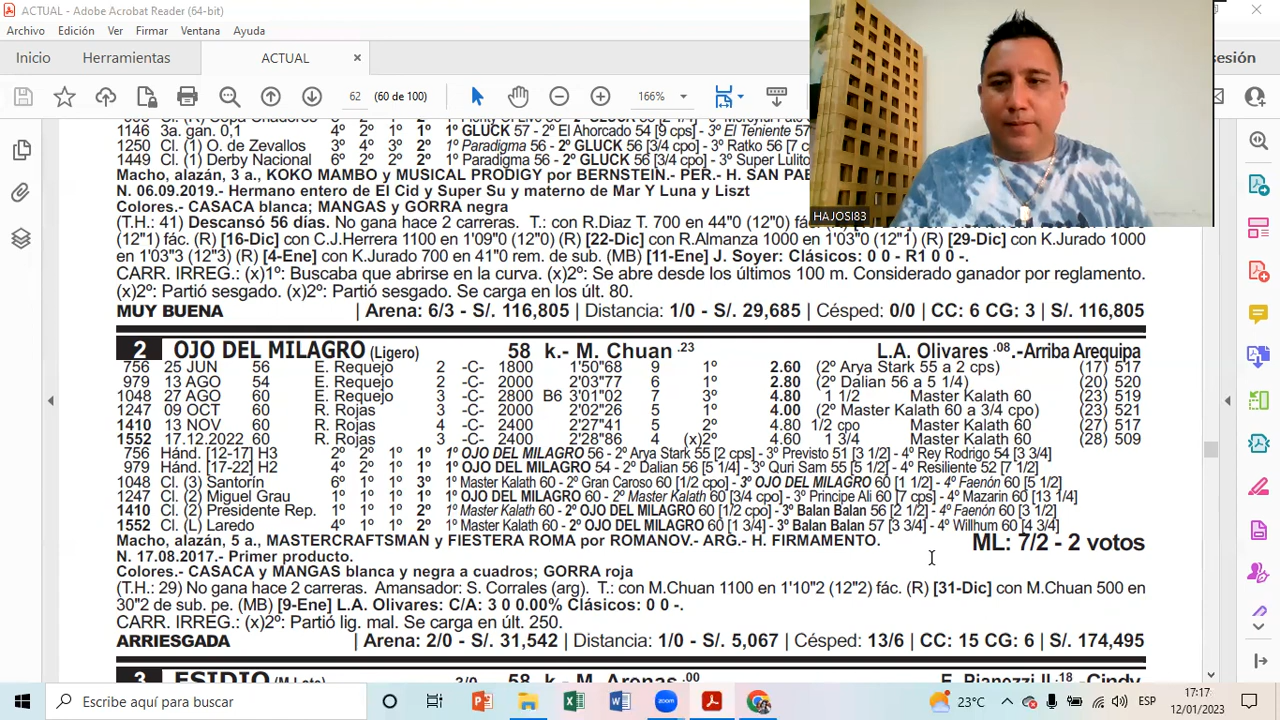 ACTUAL - Adobe Acrobat Reader (64-bit)
Archivo Edición Ver Firmar Ventana Ayuda
Inicio Herramientas ACTUAL × sesión
62 (60 de 100) 166%
HAJOSI83
1146 3a. gan. 0,1 4º 2º 1º 1º 1º GLUCK 57 - 2º El Ahorcado 54 [9 cps] - 3º El Teniente 57
1250 Cl. (1) O. de Zevallos 3º 4º 3º 2º 1º Paradigma 56 - 2º GLUCK 56 [3/4 cpo] - 3º Ratko 56 [7 c
1449 Cl. (1) Derby Nacional 6º 2º 2º 2º 1º Paradigma 56 - 2º GLUCK 56 [4 cps] - 3º Super Lulito
Macho, alazán, 3 a., KOKO MAMBO y MUSICAL PRODIGY por BERNSTEIN.- PER.- H. SAN PAB
N. 06.09.2019.- Hermano entero de El Cid y Super Su y materno de Mar Y Luna y Liszt
Colores.- CASACA blanca; MANGAS y GORRA negra
(T.H.: 41) Descansó 56 días. No gana hace 2 carreras. T.: con R.Diaz T. 700 en 44"0 (12"0) fác.
(12"1) fác. (R) [16-Dic] con C.J.Herrera 1100 en 1'09"0 (12"0) (R) [22-Dic] con R.Almanza 1000 en 1'03"0 (12"1) (R) [29-Dic] con K.Jurado 1000
en 1'03"3 (12"3) (R) [4-Ene] con K.Jurado 700 en 41"0 rem. de sub. (MB) [11-Ene] J. Soyer: Clásicos: 0 0 - R1 0 0 -.
CARR. IRREG.: (x)1º: Buscaba que abrirse en la curva. (x)2º: Se abre desde los últimos 100 m. Considerado ganador por reglamento.
(x)2º: Partió sesgado. (x)2º: Partió sesgado. Se carga en los últ. 80.
MUY BUENA | Arena: 6/3 - S/. 116,805 | Distancia: 1/0 - S/. 29,685 | Césped: 0/0 | CC: 6 CG: 3 | S/. 116,805
2 OJO DEL MILAGRO (Ligero) 58 k.- M. Chuan .23 L.A. Olivares .08.-Arriba Arequipa
756 25 JUN 56 E. Requejo 2 -C- 1800 1'50"68 9 1º 2.60 (2º Arya Stark 55 a 2 cps) (17) 517
979 13 AGO 54 E. Requejo 2 -C- 2000 2'03"77 6 1º 2.80 (2º Dalian 56 a 5 1/4) (20) 520
1048 27 AGO 60 E. Requejo 3 -C- 2800 B6 3'01"02 7 3º 4.80 1 1/2 Master Kalath 60 (23) 519
1247 09 OCT 60 R. Rojas 3 -C- 2000 2'02"26 5 1º 4.00 (2º Master Kalath 60 a 3/4 cpo) (23) 521
1410 13 NOV 60 R. Rojas 4 -C- 2400 2'27"41 5 2º 4.80 1/2 cpo Master Kalath 60 (27) 517
1552 17.12.2022 60 R. Rojas 3 -C- 2400 2'28"86 4 (x)2º 4.60 1 3/4 Master Kalath 60 (28) 509
756 Hánd. [12-17] H3 2º 2º 1º 1º 1º OJO DEL MILAGRO 56 - 2º Arya Stark 55 [2 cps] - 3º Previsto 51 [3 1/2] - 4º Rey Rodrigo 54 [3 3/4]
979 Hánd. [17-22] H2 4º 2º 1º 1º 1º OJO DEL MILAGRO 54 - 2º Dalian 56 [5 1/4] - 3º Quri Sam 55 [5 1/2] - 4º Resiliente 52 [7 1/2]
1048 Cl. (3) Santorín 6º 1º 1º 3º 1º Master Kalath 60 - 2º Gran Caroso 60 [1/2 cpo] - 3º OJO DEL MILAGRO 60 [1 1/2] - 4º Faenón 60 [5 1/2]
1247 Cl. (2) Miguel Grau 1º 1º 1º 1º 1º OJO DEL MILAGRO 60 - 2º Master Kalath 60 [3/4 cpo] - 3º Principe Ali 60 [7 cps] - 4º Mazarin 60 [13 1/4]
1410 Cl. (2) Presidente Rep. 1º 1º 1º 2º 1º Master Kalath 60 - 2º OJO DEL MILAGRO 60 [1/2 cpo] - 3º Balan Balan 56 [2 1/2] - 4º Faenón 60 [3 1/2]
1552 Cl. (L) Laredo 4º 1º 1º 2º 1º Master Kalath 60 - 2º OJO DEL MILAGRO 60 [1 3/4] - 3º Balan Balan 57 [3 3/4] - 4º Willhum 60 [4 3/4]
Macho, alazán, 5 a., MASTERCRAFTSMAN y FIESTERA ROMA por ROMANOV.- ARG.- H. FIRMAMENTO. ML: 7/2 - 2 votos
N. 17.08.2017.- Primer producto.
Colores.- CASACA y MANGAS blanca y negra a cuadros; GORRA roja
(T.H.: 29) No gana hace 2 carreras. Amansador: S. Corrales (arg). T.: con M.Chuan 1100 en 1'10"2 (12"2) fác. (R) [31-Dic] con M.Chuan 500 en
30"2 de sub. pe. (MB) [9-Ene] L.A. Olivares: C/A: 3 0 0.00% Clásicos: 0 0 -.
CARR. IRREG.: (x)2º: Partió lig. mal. Se carga en últ. 250.
ARRIESGADA | Arena: 2/0 - S/. 31,542 | Distancia: 1/0 - S/. 5,067 | Césped: 13/6 | CC: 15 CG: 6 | S/. 174,495
3 ESIDIO 58 k.- M. Arenas .00 E. Pianezzi II .18 -Cindy
Escribe aquí para buscar 23°C ESP 17:17
12/01/2023